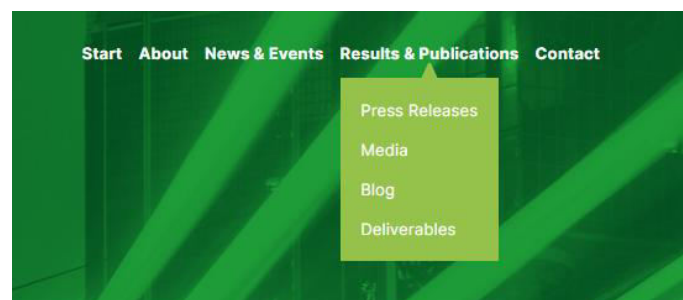 Start About News & Events Results & Publications Contact
Press Releases
Media
Blog
Deliverables